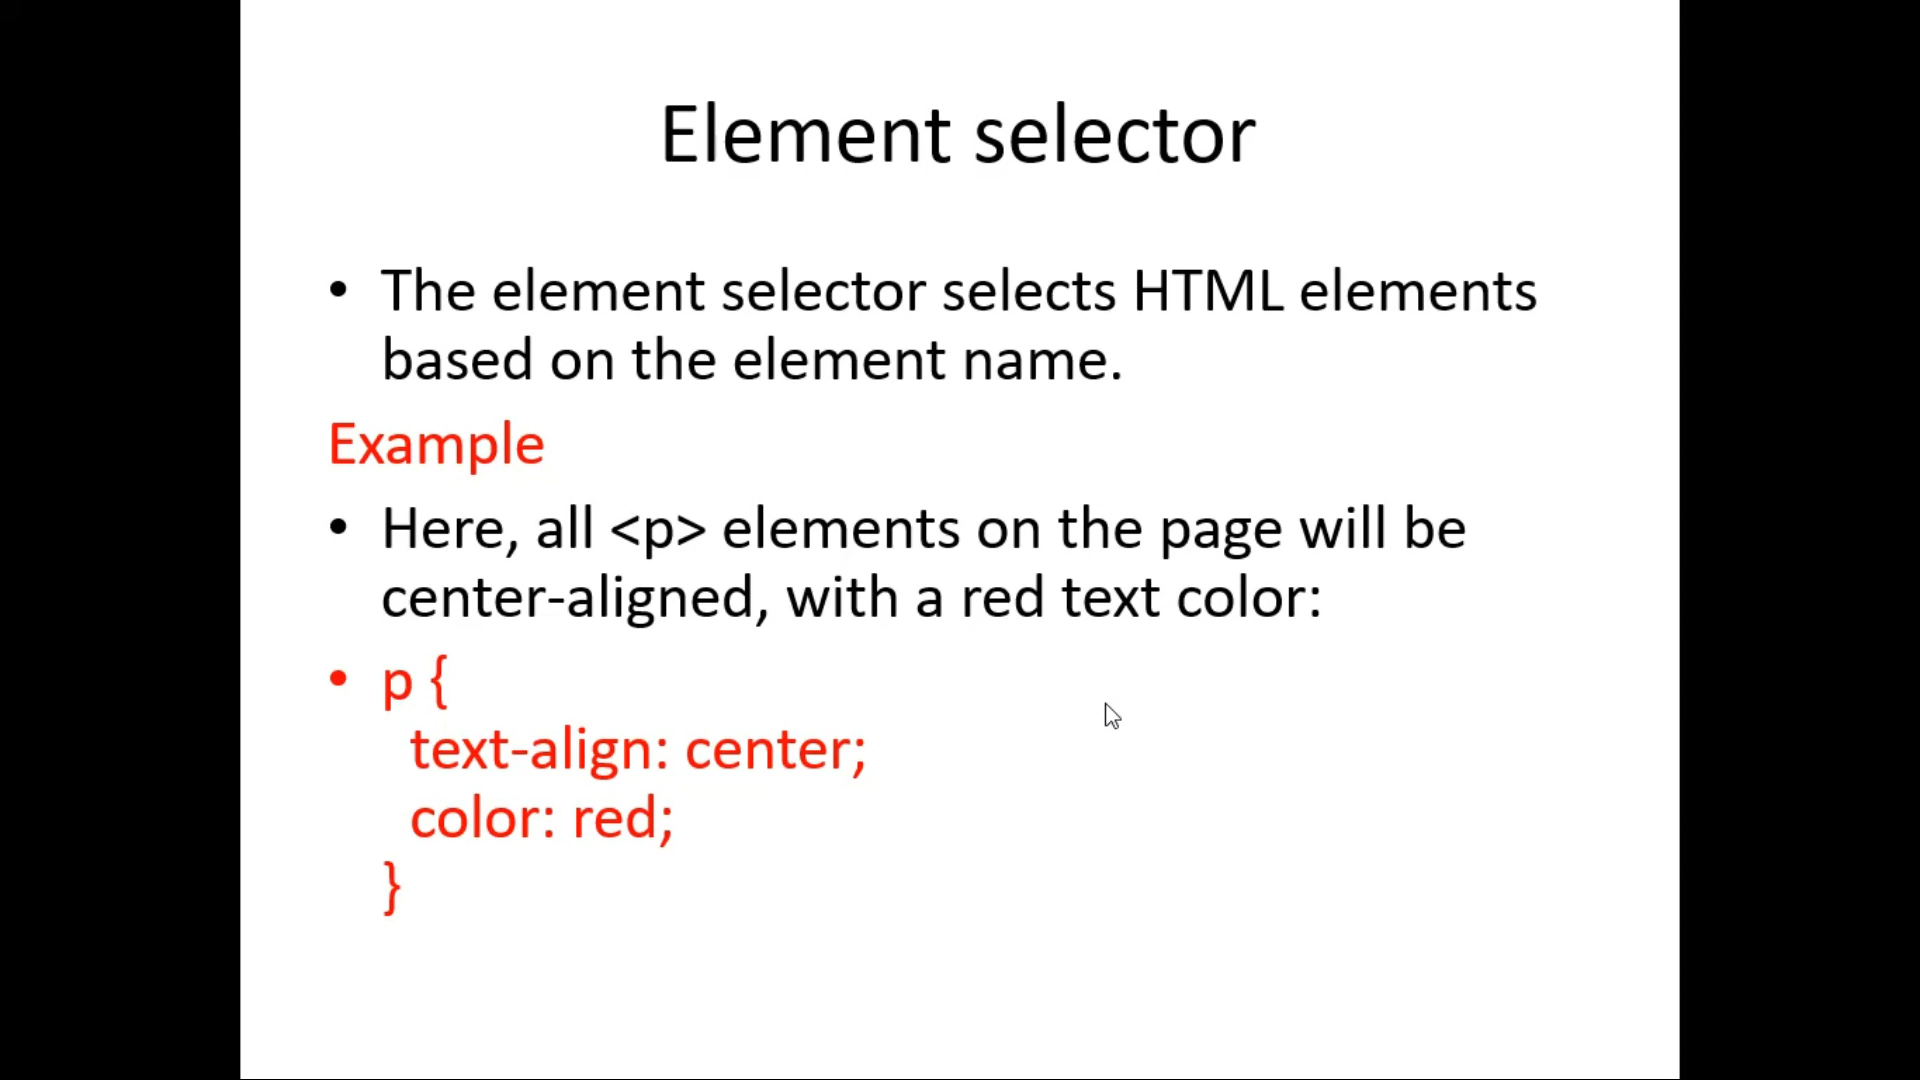 Element selector
• The element selector selects HTML elements
based on the element name.
Example
• Here, all <p> elements on the page will be
center-aligned, with a red text color:
• p {
text-align: center;
color: red;
}